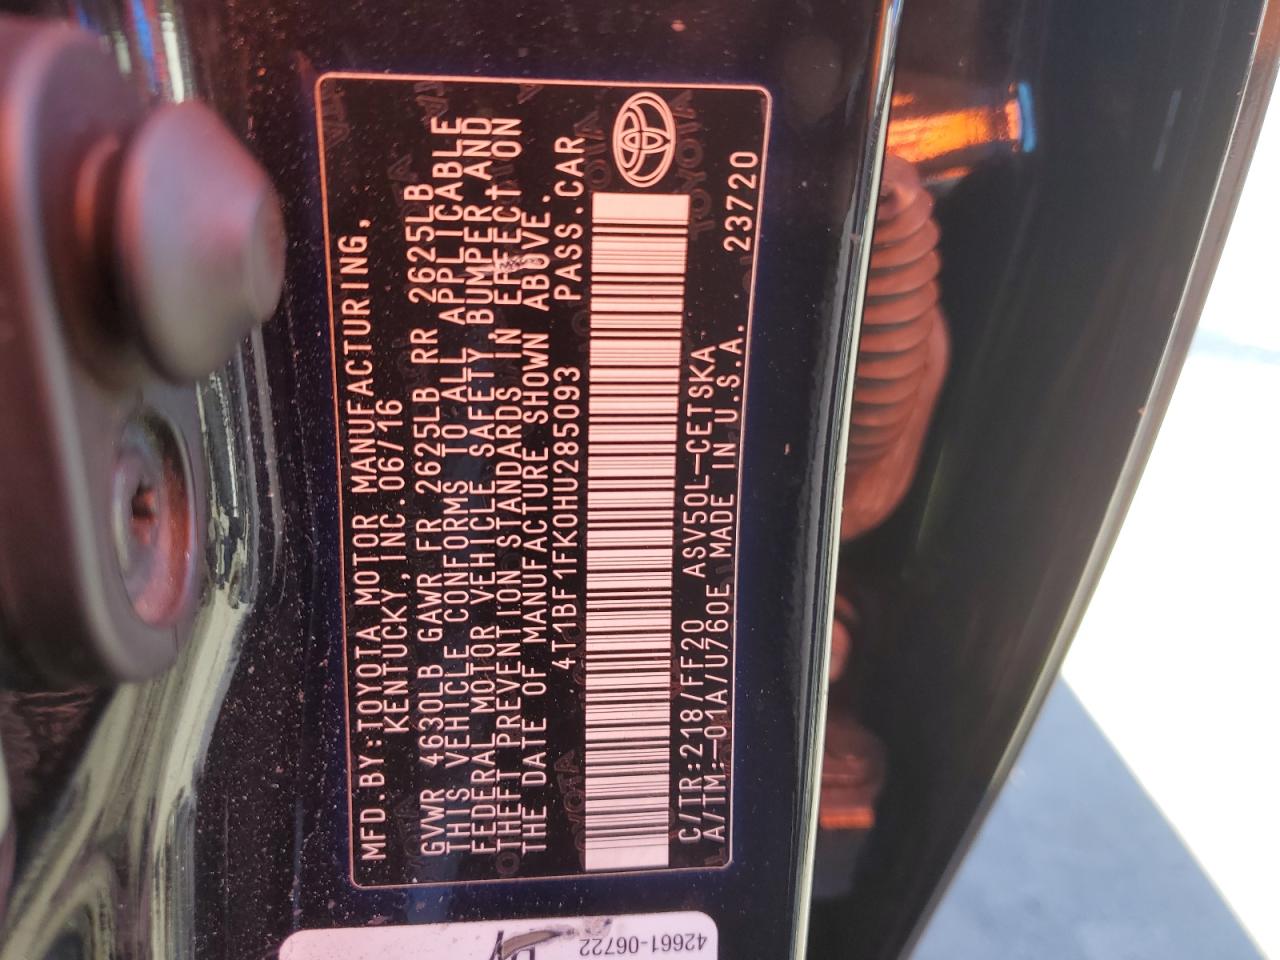 MFD.BY:TOYOTA MOTOR MANUFACTURING,
KENTUCKY,INC.06/16
GVWR 4630LB GAWR FR 2625LB RR 2625LB
THIS VEHICLE CONFORMS TO ALL APPLICABLE
FEDERAL MOTOR VEHICLE SAFETY BUMPER,AND
THEFT PREVENTION STANDARDS IN EFFECT ON
THE DATE OF MANUFACTURE SHOWN ABOVE.
4T1BF1FK0HU285093 PASS.CAR
C/TR:218/FF20 ASV50L-CETSKA 23720
A/TM:-01A/U760E MADE IN U.S.A.
42661-06722